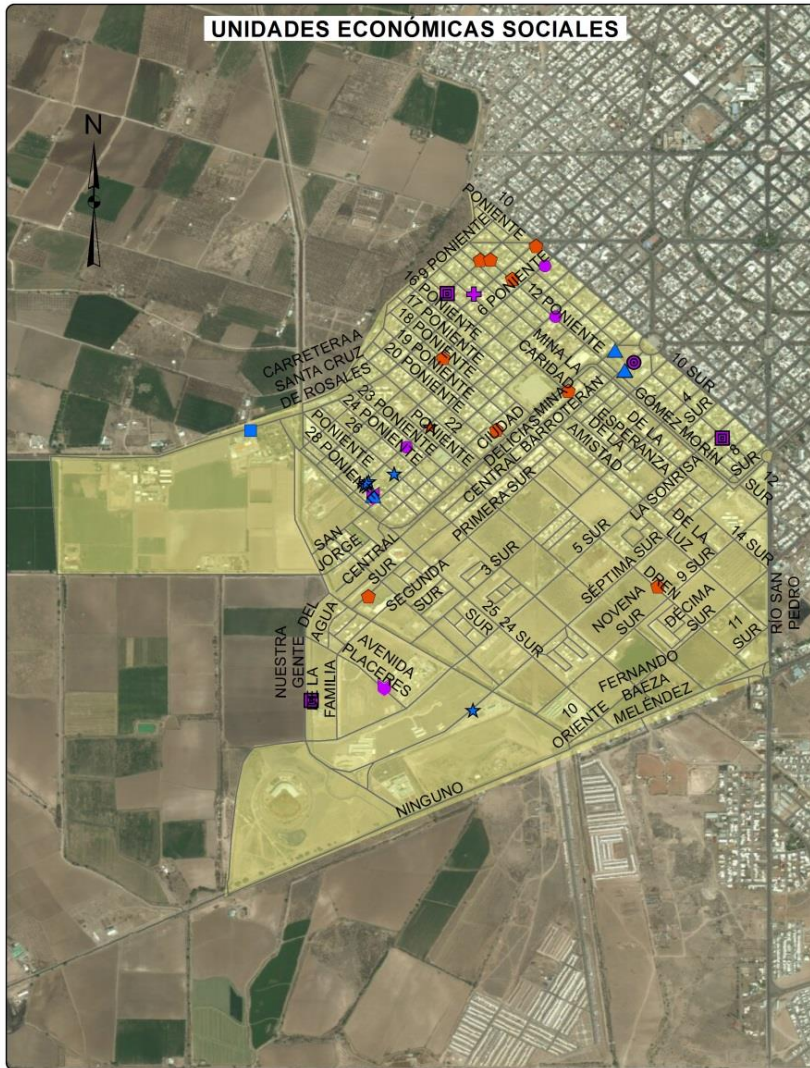 UNIDADES ECONÓMICAS SOCIALES
N
10
PONIENTE
9 PONIENTE
6 PONIENTE
16 PONIENTE
17 PONIENTE
18 PONIENTE
19 PONIENTE
20 PONIENTE
12 PONIENTE
CARRETERA A
SANTA CRUZ
DE ROSALES
MINA LA
CARIDAD
10 SUR
4
SUR
GÓMEZ MORIN
8
SUR
9 SUR
12
23 PONIENTE
24 PONIENTE
22
PONIENTE
26
PONIENTE
28 PONIENTE
CIUDAD
DELICIAS
MINA
CENTRAL BARROTERÁN
DE LA
ESPERANZA
DE LA
AMISTAD
LA SONRISA
PRIMERA SUR
DE LA
LUZ
14 SUR
SAN
JORGE
CENTRAL
SUR
SEGUNDA
SUR
3 SUR
5 SUR
SÉPTIMA SUR
9 SUR
DREN
NOVENA
SUR
DÉCIMA
SUR
11
SUR
RIO SAN
PEDRO
25
SUR
24 SUR
DEL
AGUA
NUESTRA
GENTE
DE LA
FAMILIA
AVENIDA
PLACERES
FERNANDO
BAEZA
MELÉNDEZ
10
ORIENTE
NINGUNO